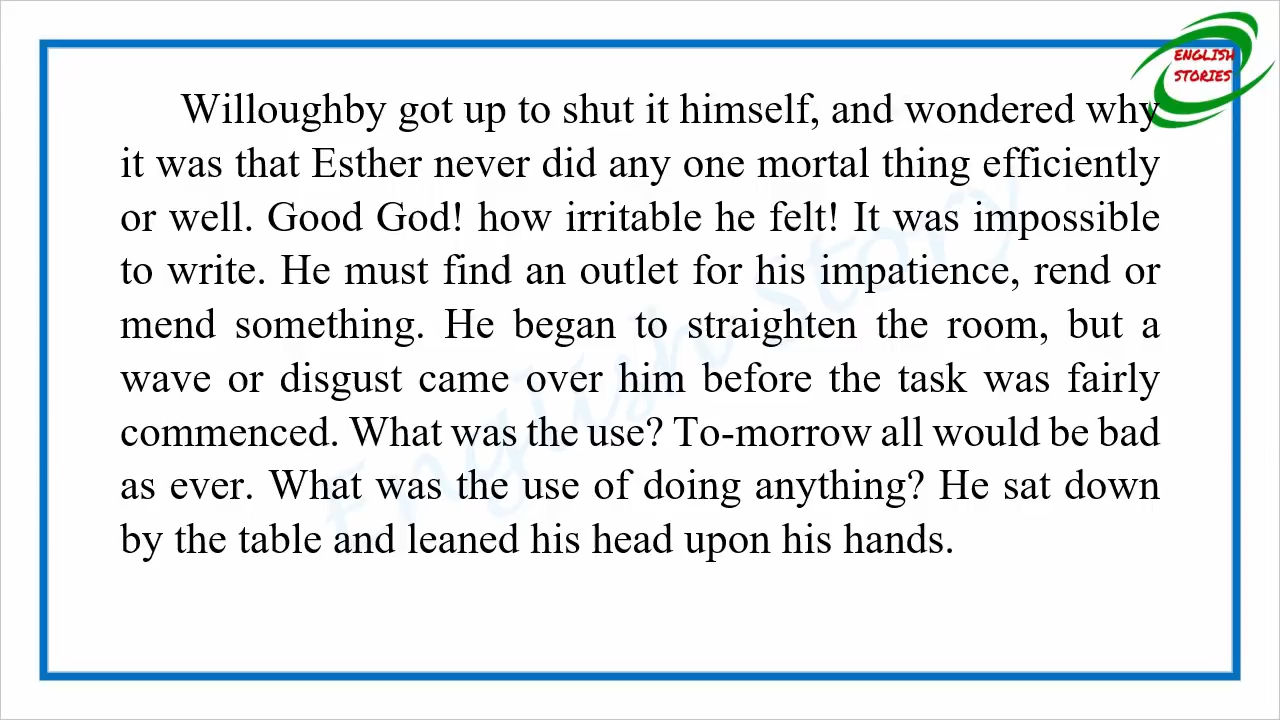 ENGLISH
STORIES
Willoughby got up to shut it himself, and wondered why
it was that Esther never did any one mortal thing efficiently
or well. Good God! how irritable he felt! It was impossible
to write. He must find an outlet for his impatience, rend or
mend something. He began to straighten the room, but a
wave or disgust came over him before the task was fairly
commenced. What was the use? To-morrow all would be bad
as ever. What was the use of doing anything? He sat down
by the table and leaned his head upon his hands.
English Story